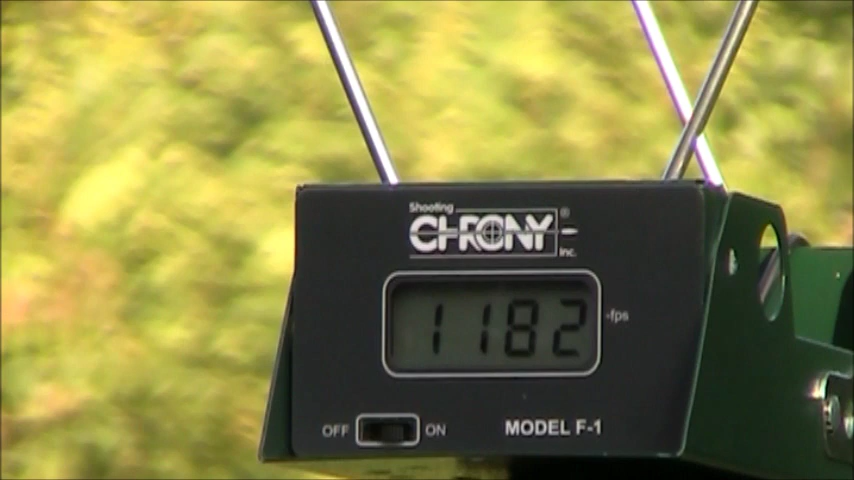 Shooting
CHRONY®
Inc.
1182 -fps
OFF ON MODEL F-1